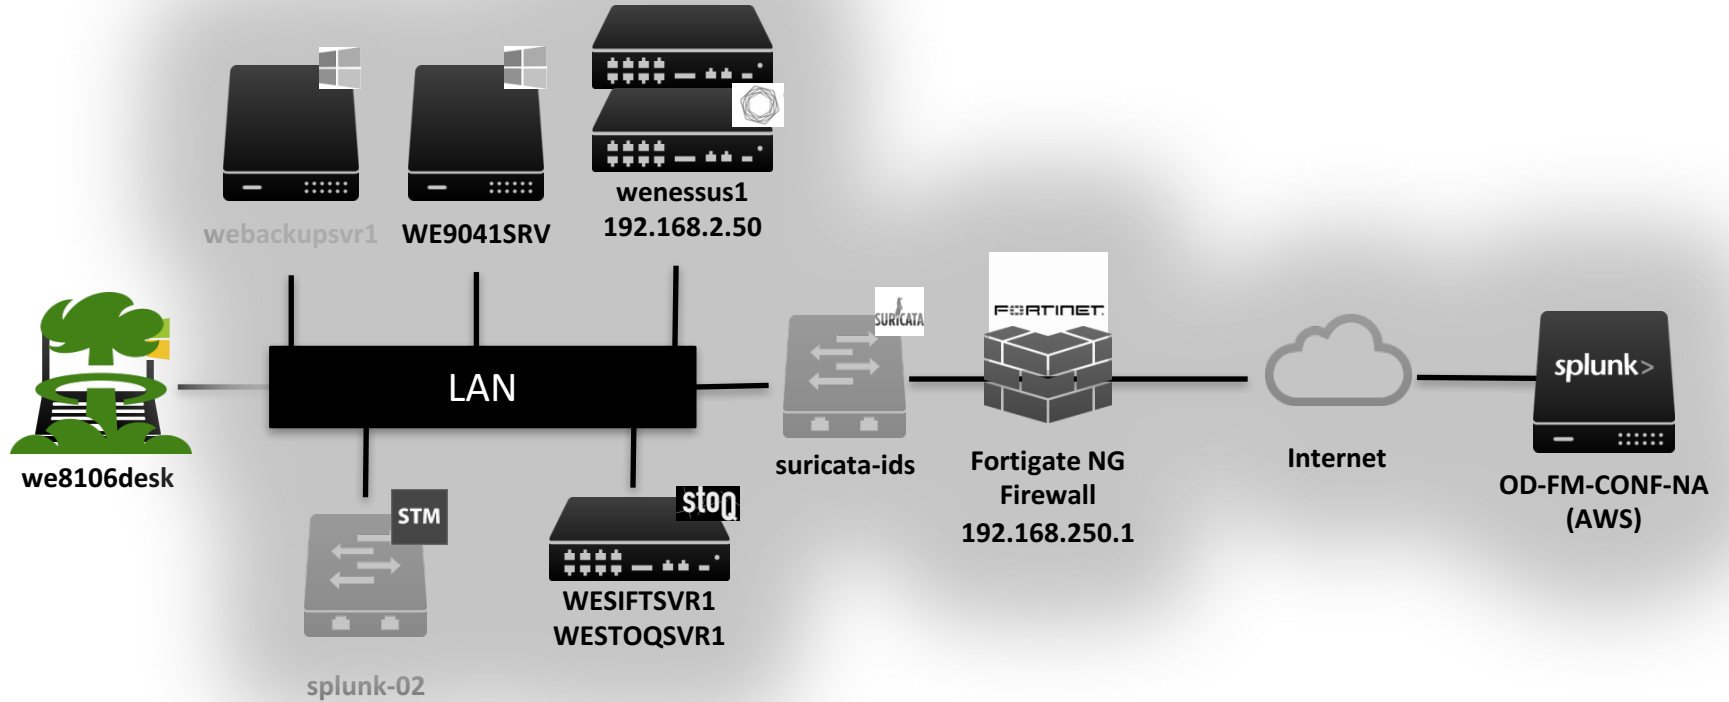 webackupsvr1
WE9041SRV
wenessus1
192.168.2.50
LAN
we8106desk
SURICATA
suricata-ids
FORTINET
Fortigate NG
Firewall
192.168.250.1
Internet
splunk>
OD-FM-CONF-NA
(AWS)
STM
splunk-02
stoQ
WESIFTSVR1
WESTOQSVR1